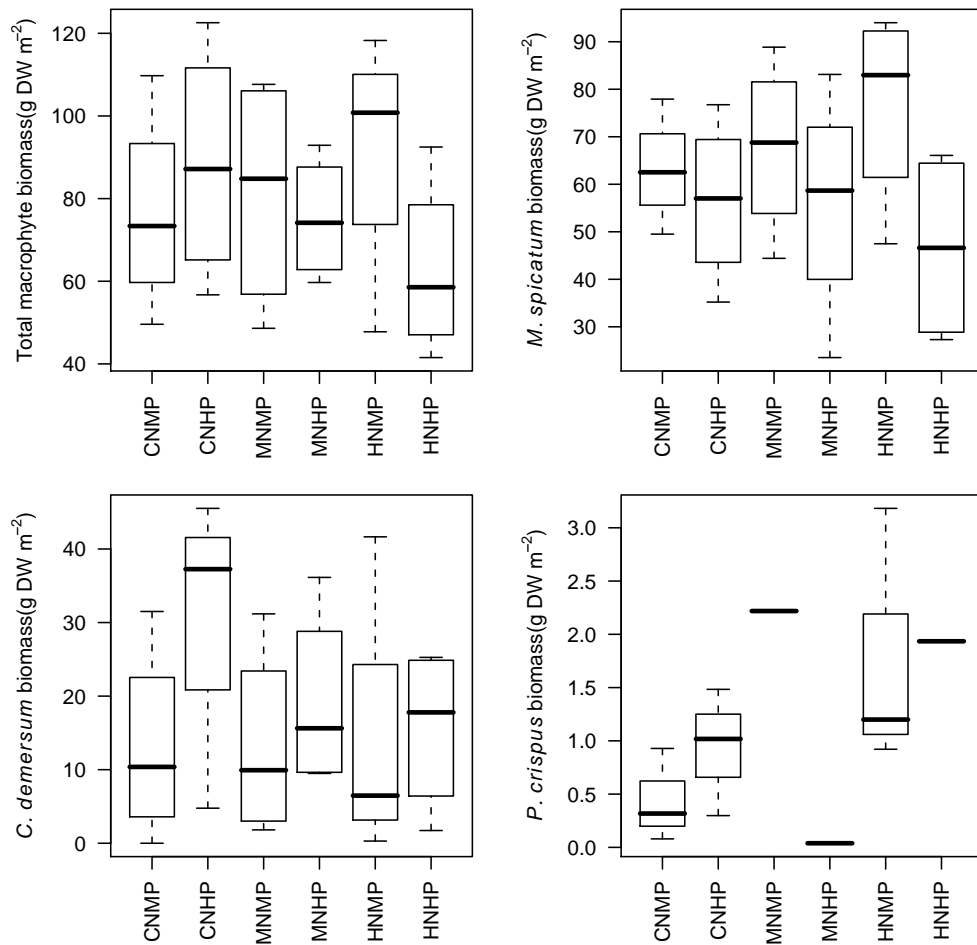 Total macrophyte biomass(g DW m⁻²)
120
100
80
60
40
CNMP
CNHP
MNMP
MNHP
HNMP
HNHP
M. spicatum biomass(g DW m⁻²)
90
80
70
60
50
40
30
CNMP
CNHP
MNMP
MNHP
HNMP
HNHP
C. demersum biomass(g DW m⁻²)
40
30
20
10
0
CNMP
CNHP
MNMP
MNHP
HNMP
HNHP
P. crispus biomass(g DW m⁻²)
3.0
2.5
2.0
1.5
1.0
0.5
0.0
CNMP
CNHP
MNMP
MNHP
HNMP
HNHP